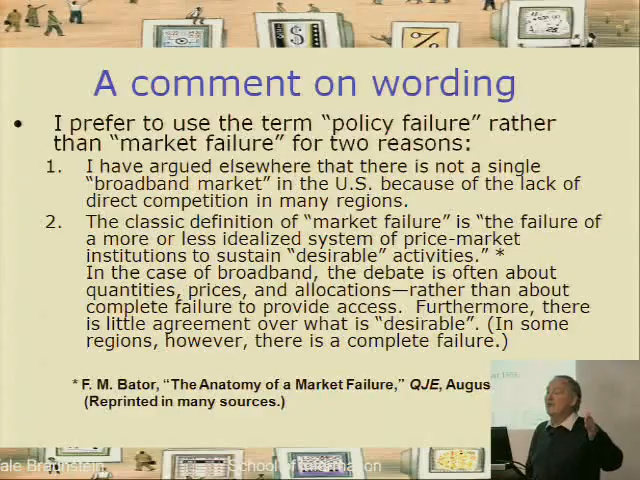 A comment on wording
• I prefer to use the term “policy failure” rather
than “market failure” for two reasons:
1. I have argued elsewhere that there is not a single
“broadband market” in the U.S. because of the lack of
direct competition in many regions.
2. The classic definition of “market failure” is “the failure of
a more or less idealized system of price-market
institutions to sustain “desirable” activities.” *
In the case of broadband, the debate is often about
quantities, prices, and allocations—rather than about
complete failure to provide access. Furthermore, there
is little agreement over what is “desirable”. (In some
regions, however, there is a complete failure.)
* F. M. Bator, “The Anatomy of a Market Failure,” QJE, Augus
(Reprinted in many sources.)
School of Information